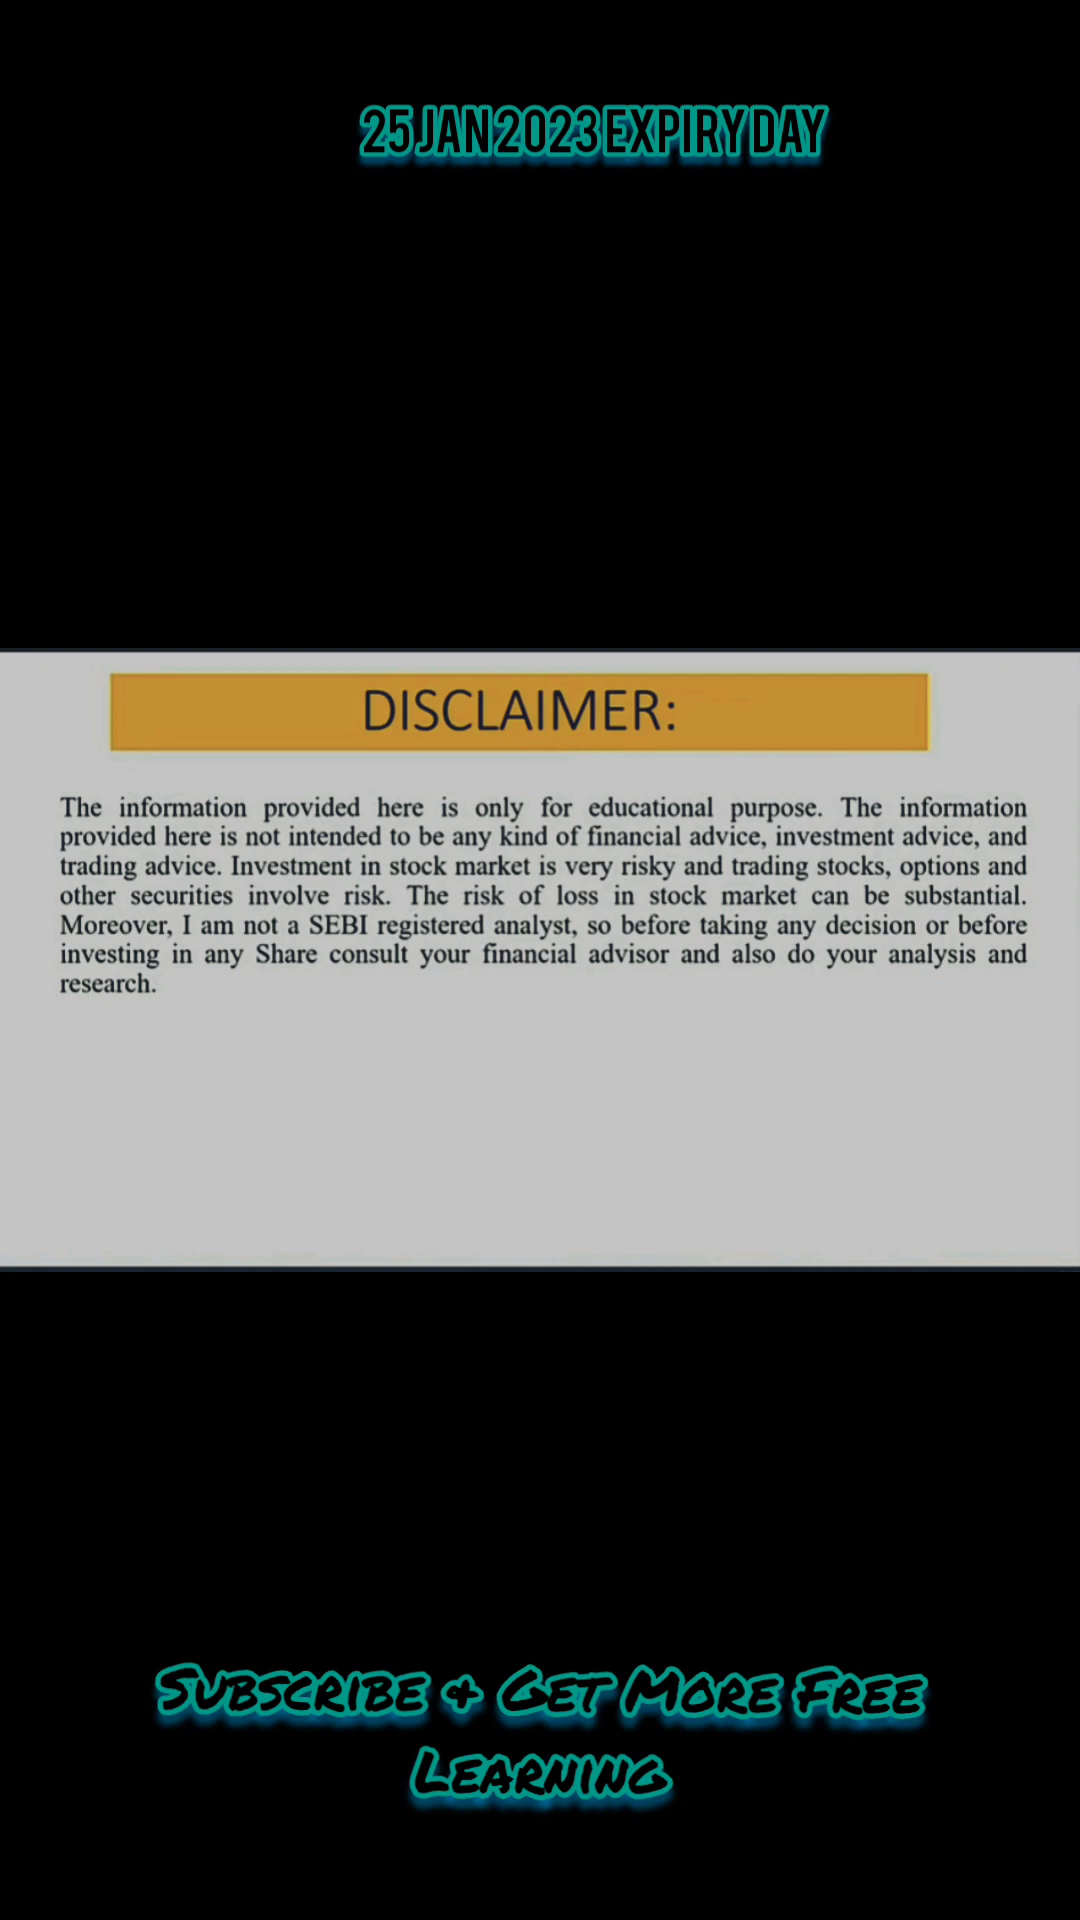 25 JAN 2023 EXPIRY DAY
DISCLAIMER:
The information provided here is only for educational purpose. The information
provided here is not intended to be any kind of financial advice, investment advice, and
trading advice. Investment in stock market is very risky and trading stocks, options and
other securities involve risk. The risk of loss in stock market can be substantial.
Moreover, I am not a SEBI registered analyst, so before taking any decision or before
investing in any Share consult your financial advisor and also do your analysis and
research.
Subscribe & Get More Free
Learning